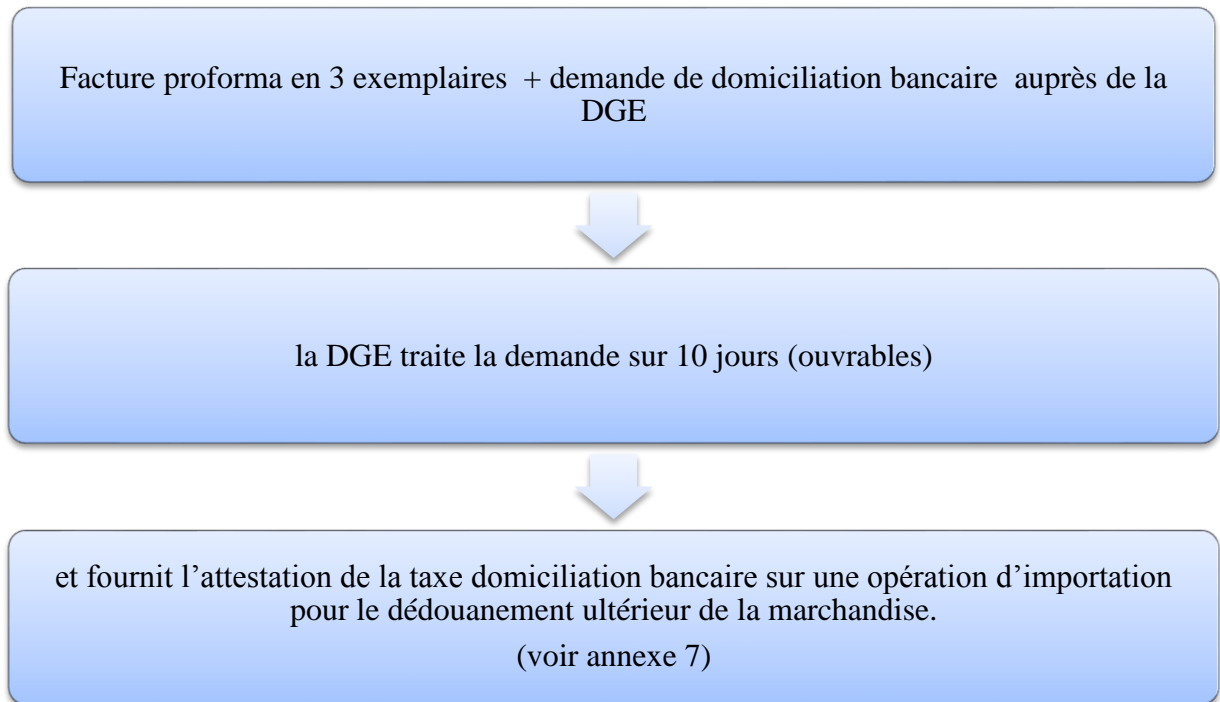 Facture proforma en 3 exemplaires + demande de domiciliation bancaire auprès de la
DGE
la DGE traite la demande sur 10 jours (ouvrables)
et fournit l’attestation de la taxe domiciliation bancaire sur une opération d’importation
pour le dédouanement ultérieur de la marchandise.
(voir annexe 7)